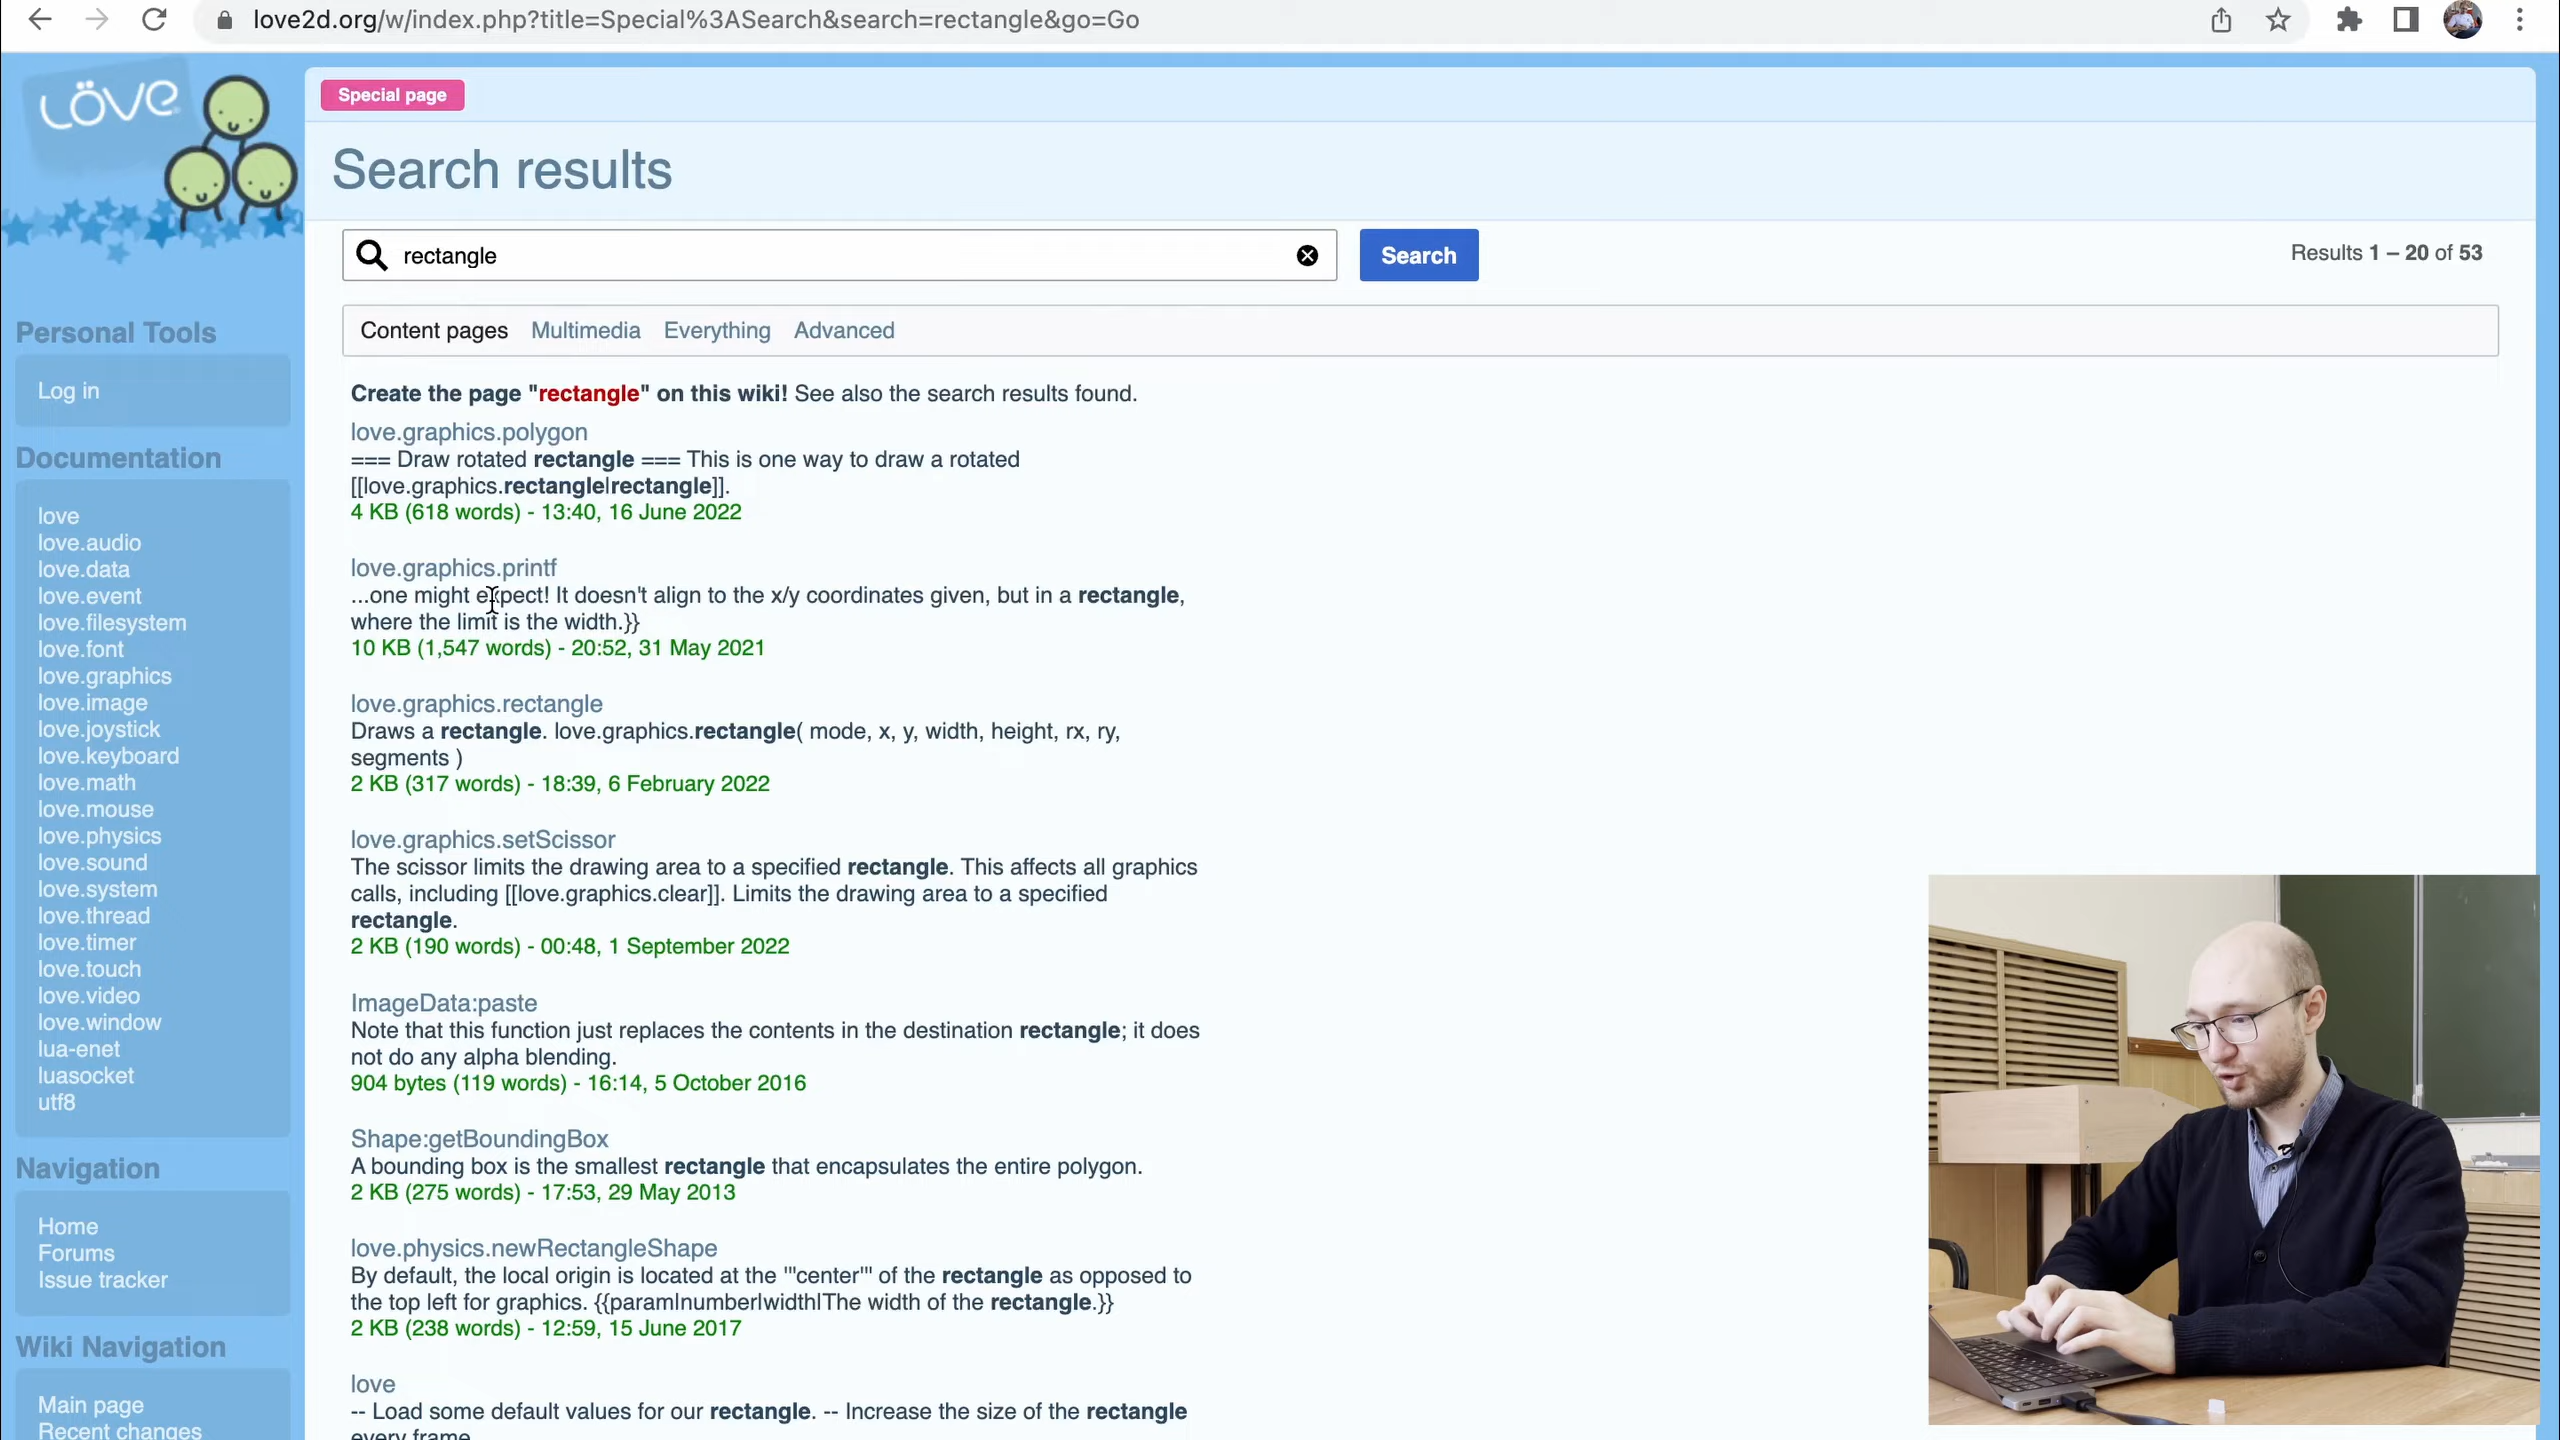 love2d.org/w/index.php?title=Special%3ASearch&search=rectangle&go=Go
LÖVE
Special page
Search results
rectangle
Search
Results 1 – 20 of 53
Content pages Multimedia Everything Advanced
Create the page "rectangle" on this wiki! See also the search results found.
love.graphics.polygon
=== Draw rotated rectangle === This is one way to draw a rotated
[[love.graphics.rectangle|rectangle]].
4 KB (618 words) - 13:40, 16 June 2022
love.graphics.printf
...one might expect! It doesn't align to the x/y coordinates given, but in a rectangle,
where the limit is the width.}}
10 KB (1,547 words) - 20:52, 31 May 2021
love.graphics.rectangle
Draws a rectangle. love.graphics.rectangle( mode, x, y, width, height, rx, ry,
segments )
2 KB (317 words) - 18:39, 6 February 2022
love.graphics.setScissor
The scissor limits the drawing area to a specified rectangle. This affects all graphics
calls, including [[love.graphics.clear]]. Limits the drawing area to a specified
rectangle.
2 KB (190 words) - 00:48, 1 September 2022
ImageData:paste
Note that this function just replaces the contents in the destination rectangle; it does
not do any alpha blending.
904 bytes (119 words) - 16:14, 5 October 2016
Shape:getBoundingBox
A bounding box is the smallest rectangle that encapsulates the entire polygon.
2 KB (275 words) - 17:53, 29 May 2013
love.physics.newRectangleShape
By default, the local origin is located at the '"center"' of the rectangle as opposed to
the top left for graphics. {{param|number|width|The width of the rectangle.}}
2 KB (238 words) - 12:59, 15 June 2017
love
-- Load some default values for our rectangle. -- Increase the size of the rectangle
every frame
Personal Tools
Log in
Documentation
love
love.audio
love.data
love.event
love.filesystem
love.font
love.graphics
love.image
love.joystick
love.keyboard
love.math
love.mouse
love.physics
love.sound
love.system
love.thread
love.timer
love.touch
love.video
love.window
lua-enet
luasocket
utf8
Navigation
Home
Forums
Issue tracker
Wiki Navigation
Main page
Recent changes